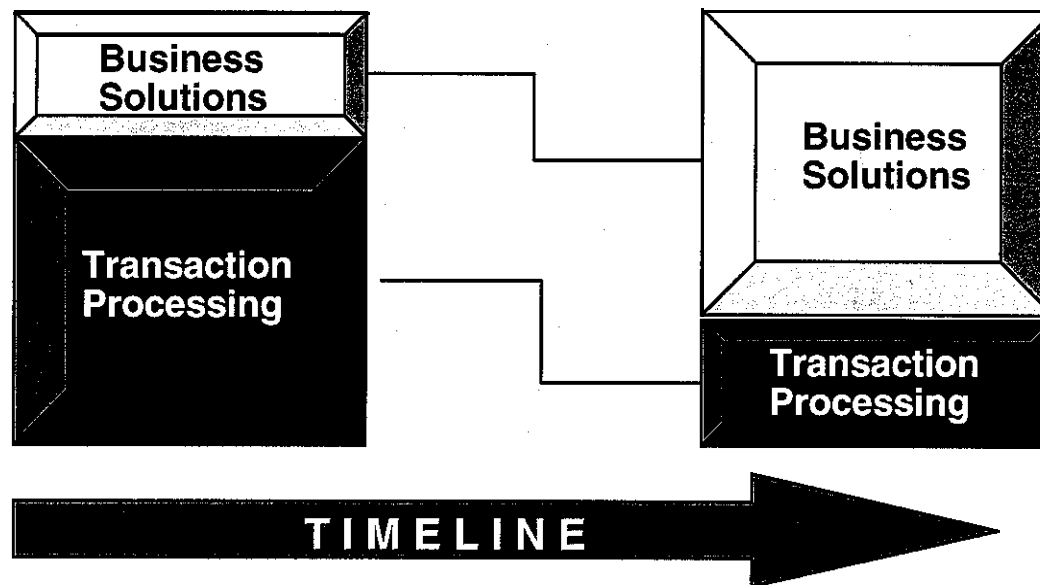 Business
Solutions
Transaction
Processing
Business
Solutions
Transaction
Processing
TIMELINE